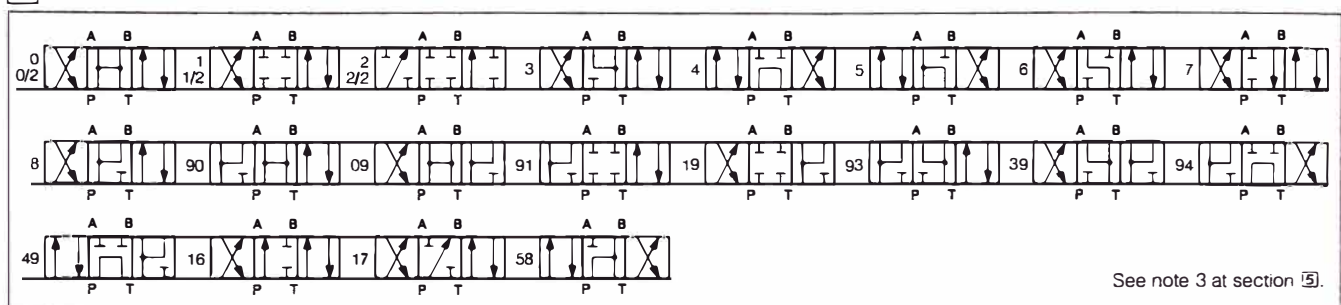 A B A B A B A B A B A B A B A B
0 1 2 3 4 5 6 7
0/2 1/2 2/2
P T P T P T P T P T P T P T P T
A B A B A B A B A B A B A B A B
8 90 09 91 19 93 39 94
P T P T P T P T P T P T P T P T
A B A B A B A B
49 16 17 58
See note 3 at section 5.
P T P T P T P T